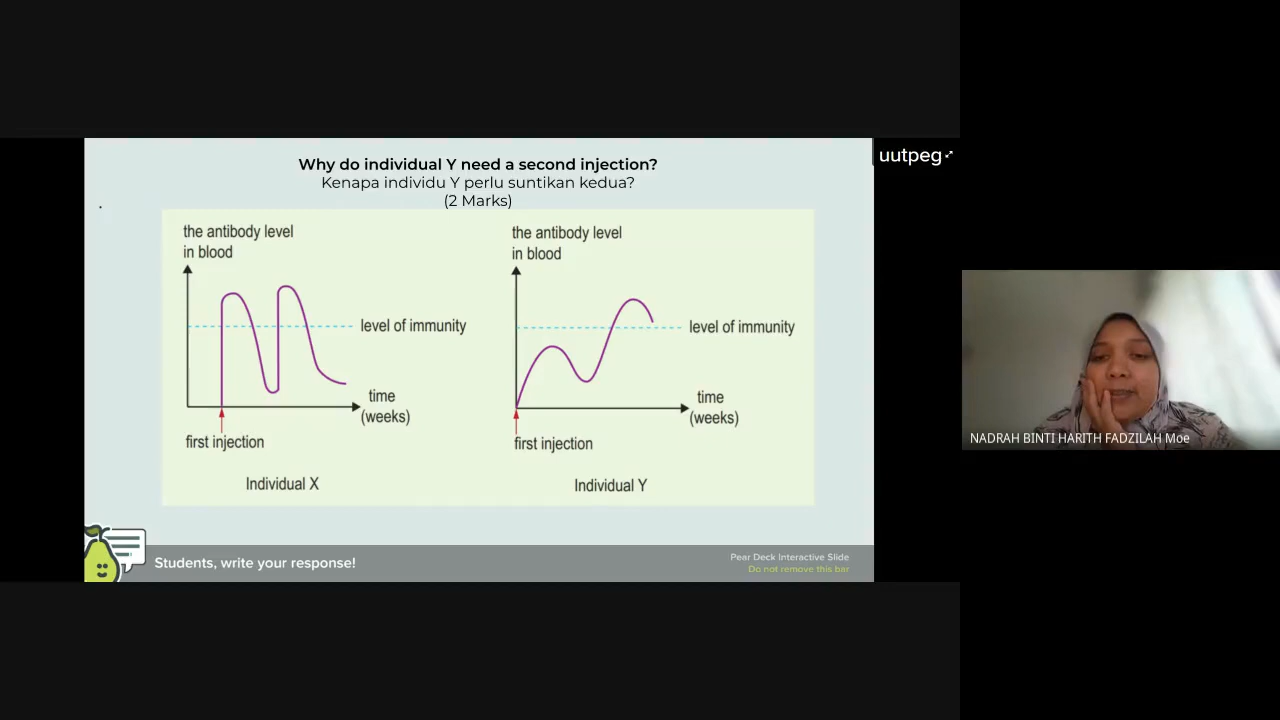 Why do individual Y need a second injection?
Kenapa individu Y perlu suntikan kedua?
(2 Marks)
the antibody level
in blood
level of immunity
time
(weeks)
first injection
Individual X
the antibody level
in blood
level of immunity
time
(weeks)
first injection
Individual Y
Students, write your response!
Pear Deck Interactive Slide
Do not remove this bar
uutpeg
NADRAH BINTI HARITH FADZILAH Moe